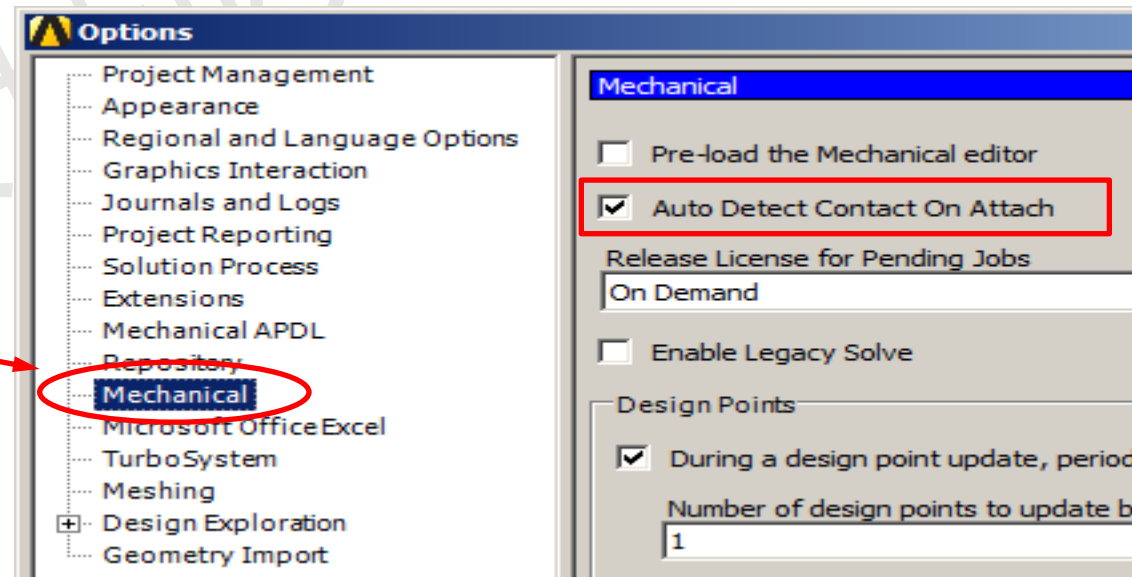 Options
Project Management
Appearance
Regional and Language Options
Graphics Interaction
Journals and Logs
Project Reporting
Solution Process
Extensions
Mechanical APDL
Repository
Mechanical
Microsoft Office Excel
TurboSystem
Meshing
Design Exploration
Geometry Import
Mechanical
Pre-load the Mechanical editor
Auto Detect Contact On Attach
Release License for Pending Jobs
On Demand
Enable Legacy Solve
Design Points
During a design point update, period
Number of design points to update b
1